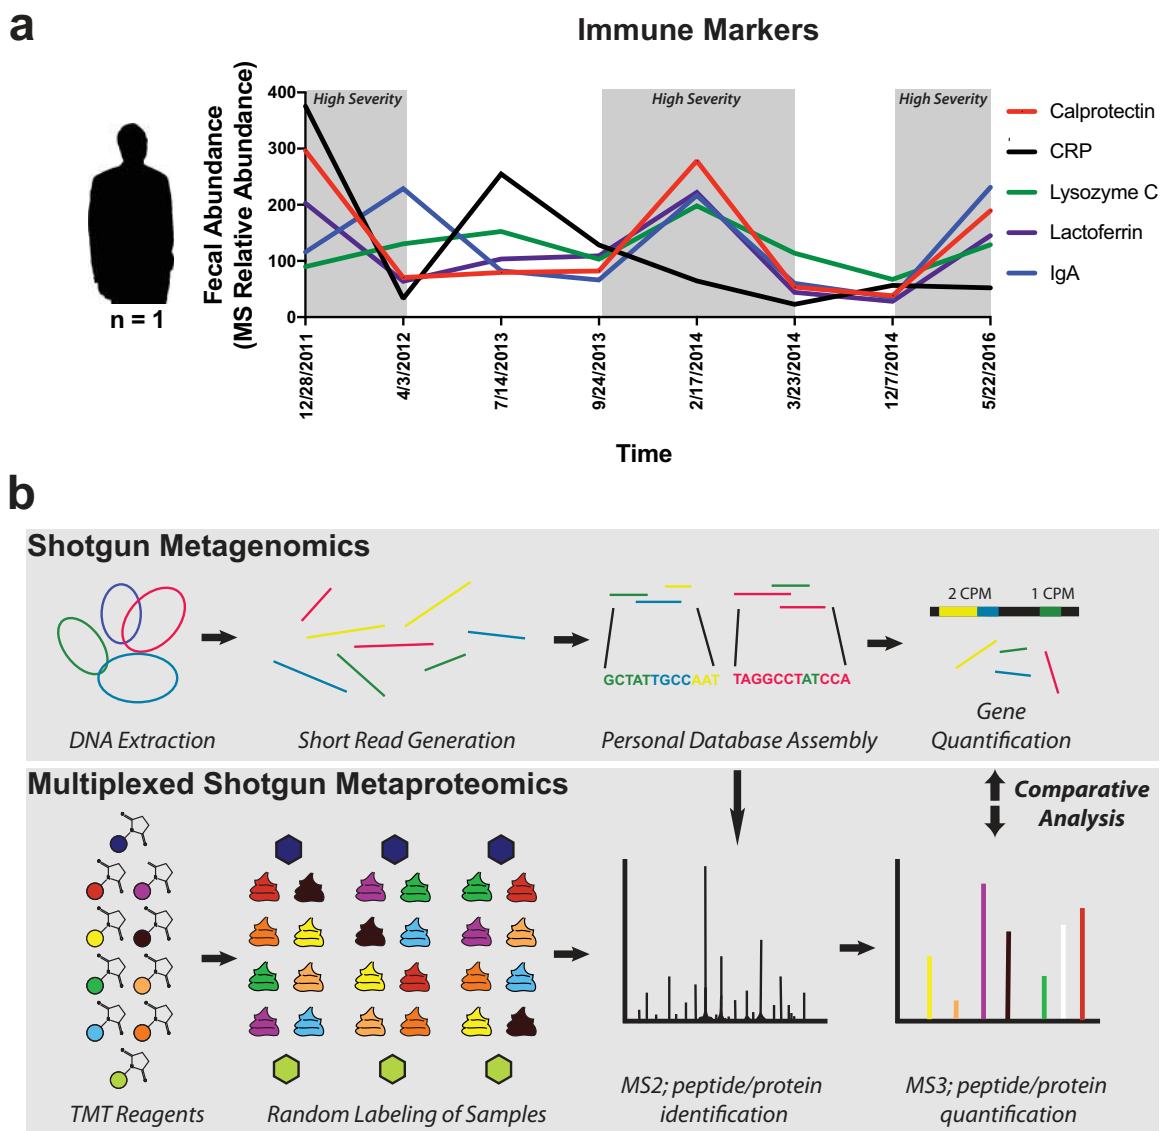 a
Immune Markers
Fecal Abundance
(MS Relative Abundance)
400
300
200
100
0
High Severity
High Severity
High Severity
Calprotectin
CRP
Lysozyme C
Lactoferrin
IgA
n = 1
12/28/2011
4/3/2012
7/14/2013
9/24/2013
2/17/2014
3/23/2014
12/7/2014
5/22/2016
Time
b
Shotgun Metagenomics
2 CPM
1 CPM
GCTATTGCCAAT
TAGGCCTATCCA
DNA Extraction
Short Read Generation
Personal Database Assembly
Gene
Quantification
Multiplexed Shotgun Metaproteomics
Comparative
Analysis
TMT Reagents
Random Labeling of Samples
MS2; peptide/protein
identification
MS3; peptide/protein
quantification